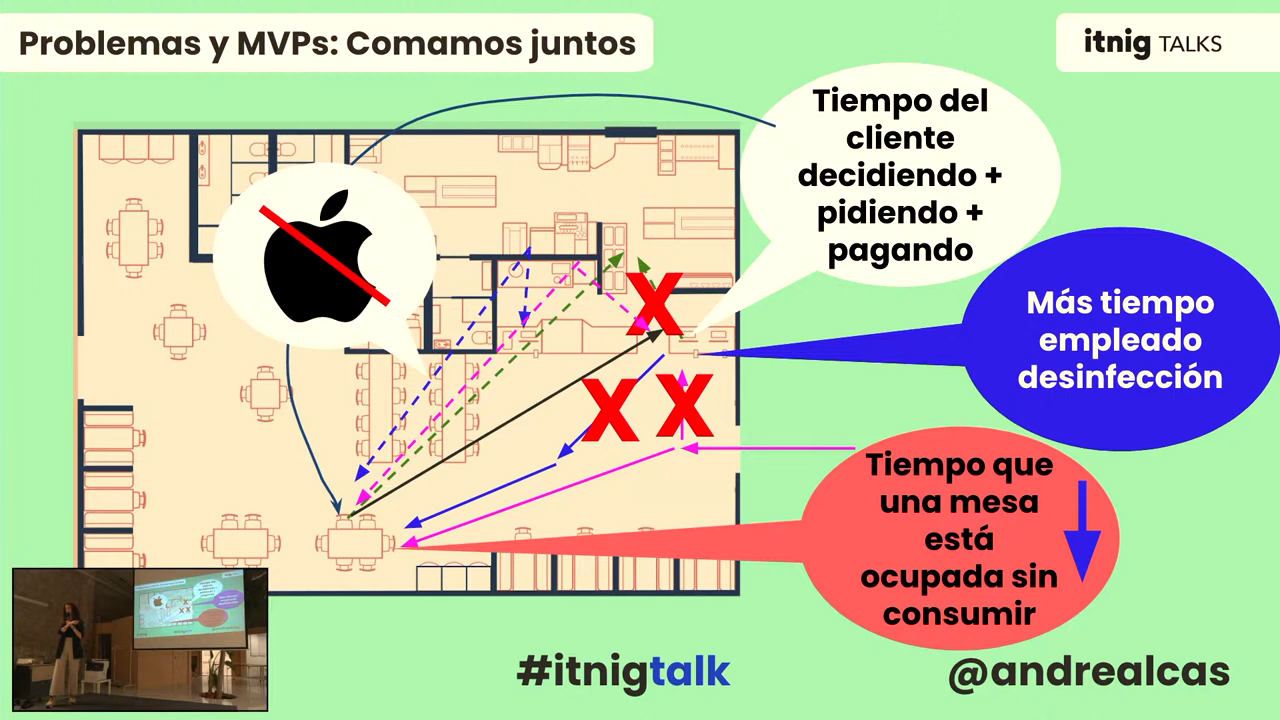 Problemas y MVPs: Comamos juntos
itnig TALKS
Tiempo del
cliente
decidiendo +
pidiendo +
pagando
X
X X
Más tiempo
empleado
desinfección
Tiempo que
una mesa
está
ocupada sin
consumir
#itnigtalk
@andrealcas